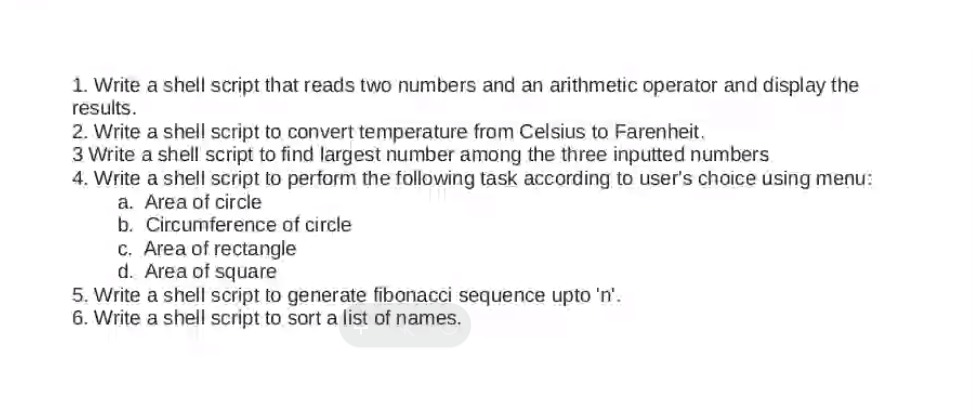 1. Write a shell script that reads two numbers and an arithmetic operator and display the
results.
2. Write a shell script to convert temperature from Celsius to Farenheit.
3 Write a shell script to find largest number among the three inputted numbers
4. Write a shell script to perform the following task according to user's choice using menu:
a. Area of circle
b. Circumference of circle
c. Area of rectangle
d. Area of square
5. Write a shell script to generate fibonacci sequence upto 'n'.
6. Write a shell script to sort a list of names.